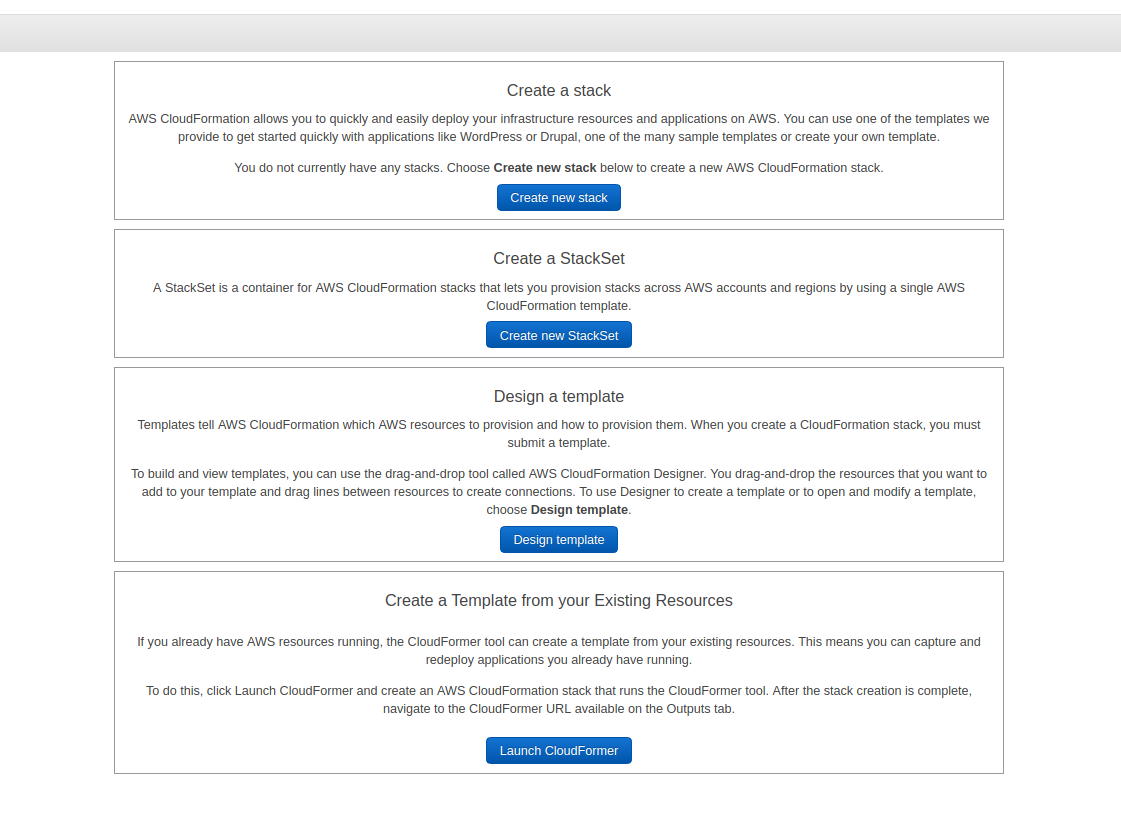 Create a stack
AWS CloudFormation allows you to quickly and easily deploy your infrastructure resources and applications on AWS. You can use one of the templates we
provide to get started quickly with applications like WordPress or Drupal, one of the many sample templates or create your own template.
You do not currently have any stacks. Choose Create new stack below to create a new AWS CloudFormation stack.
Create new stack
Create a StackSet
A StackSet is a container for AWS CloudFormation stacks that lets you provision stacks across AWS accounts and regions by using a single AWS
CloudFormation template.
Create new StackSet
Design a template
Templates tell AWS CloudFormation which AWS resources to provision and how to provision them. When you create a CloudFormation stack, you must
submit a template.
To build and view templates, you can use the drag-and-drop tool called AWS CloudFormation Designer. You drag-and-drop the resources that you want to
add to your template and drag lines between resources to create connections. To use Designer to create a template or to open and modify a template,
choose Design template.
Design template
Create a Template from your Existing Resources
If you already have AWS resources running, the CloudFormer tool can create a template from your existing resources. This means you can capture and
redeploy applications you already have running.
To do this, click Launch CloudFormer and create an AWS CloudFormation stack that runs the CloudFormer tool. After the stack creation is complete,
navigate to the CloudFormer URL available on the Outputs tab.
Launch CloudFormer